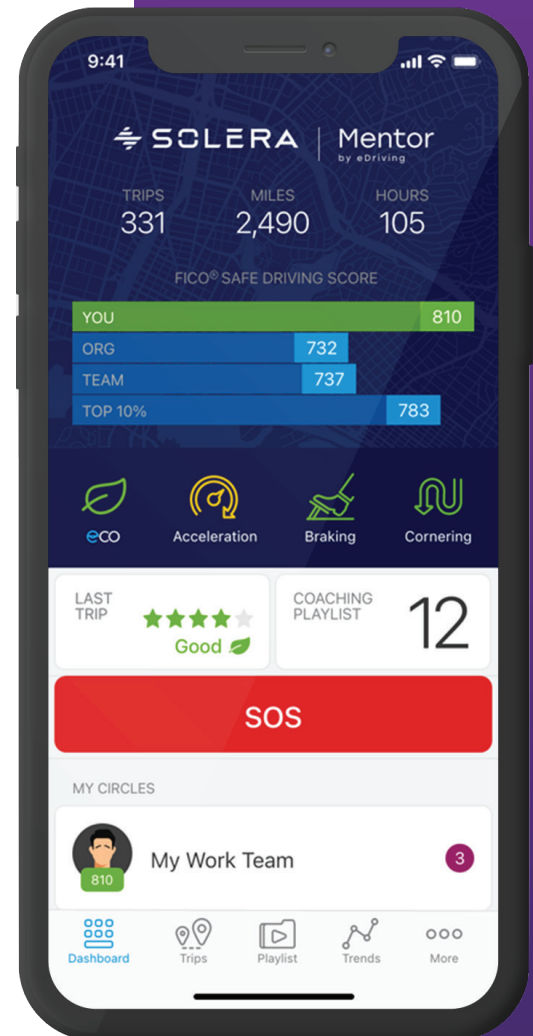 9:41
SOLERA | Mentor
by eDriving
TRIPS MILES HOURS
331 2,490 105
FICO® SAFE DRIVING SCORE
YOU 810
ORG 732
TEAM 737
TOP 10% 783
eco Acceleration Braking Cornering
LAST
TRIP
Good
COACHING
PLAYLIST
12
SOS
MY CIRCLES
810
My Work Team
3
Dashboard Trips Playlist Trends More